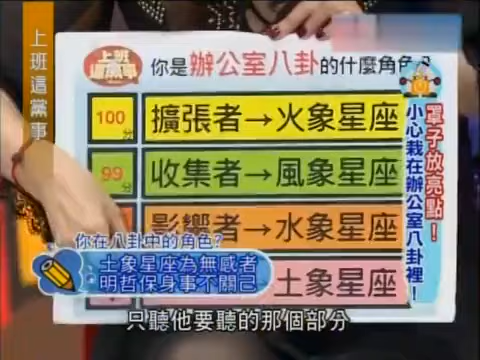 上班這黨事
上班這黨事
你是辦公室八卦的什麼角色?
100分
擴張者→火象星座
99分
收集者→風象星座
影響者→水象星座
土象星座
罩子放亮點!
小心栽在辦公室八卦裡!
你在八卦中的角色?
土象星座為無感者
明哲保身事不關己
只聽他要聽的那個部分